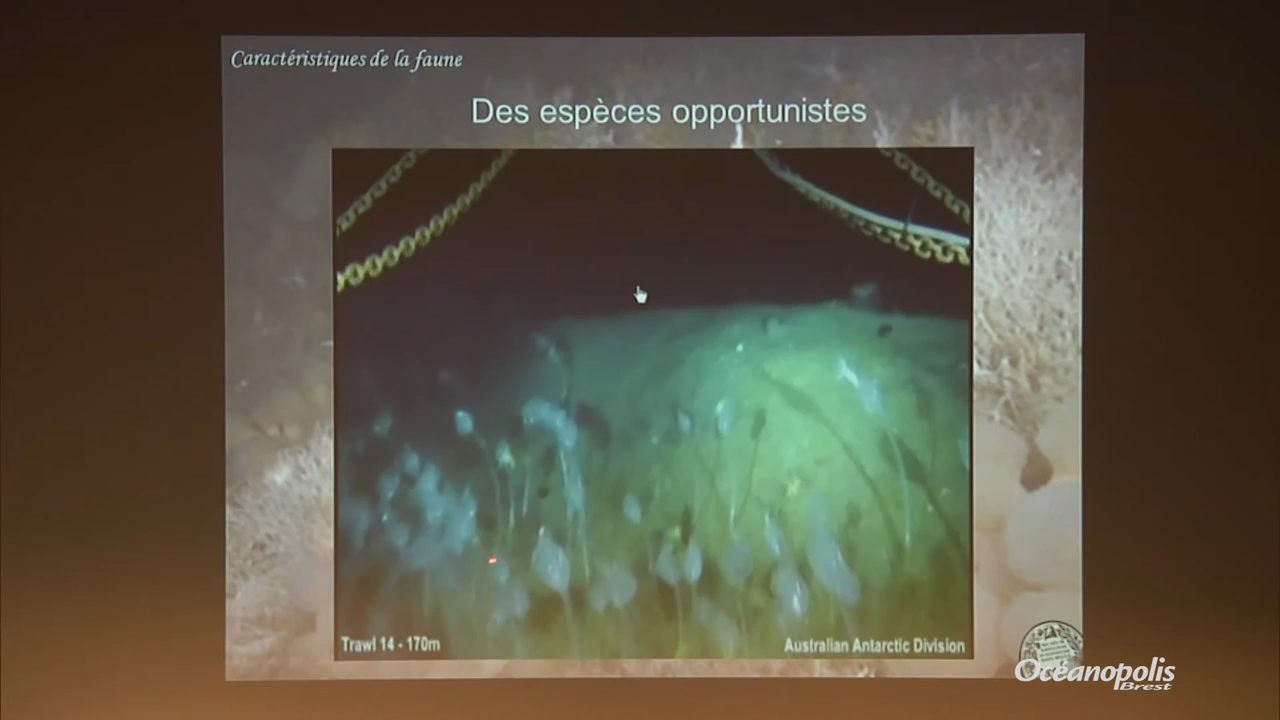 Caractéristiques de la faune
Des espèces opportunistes
Trawl 14 - 170m
Australian Antarctic Division
Océanopolis
Brest